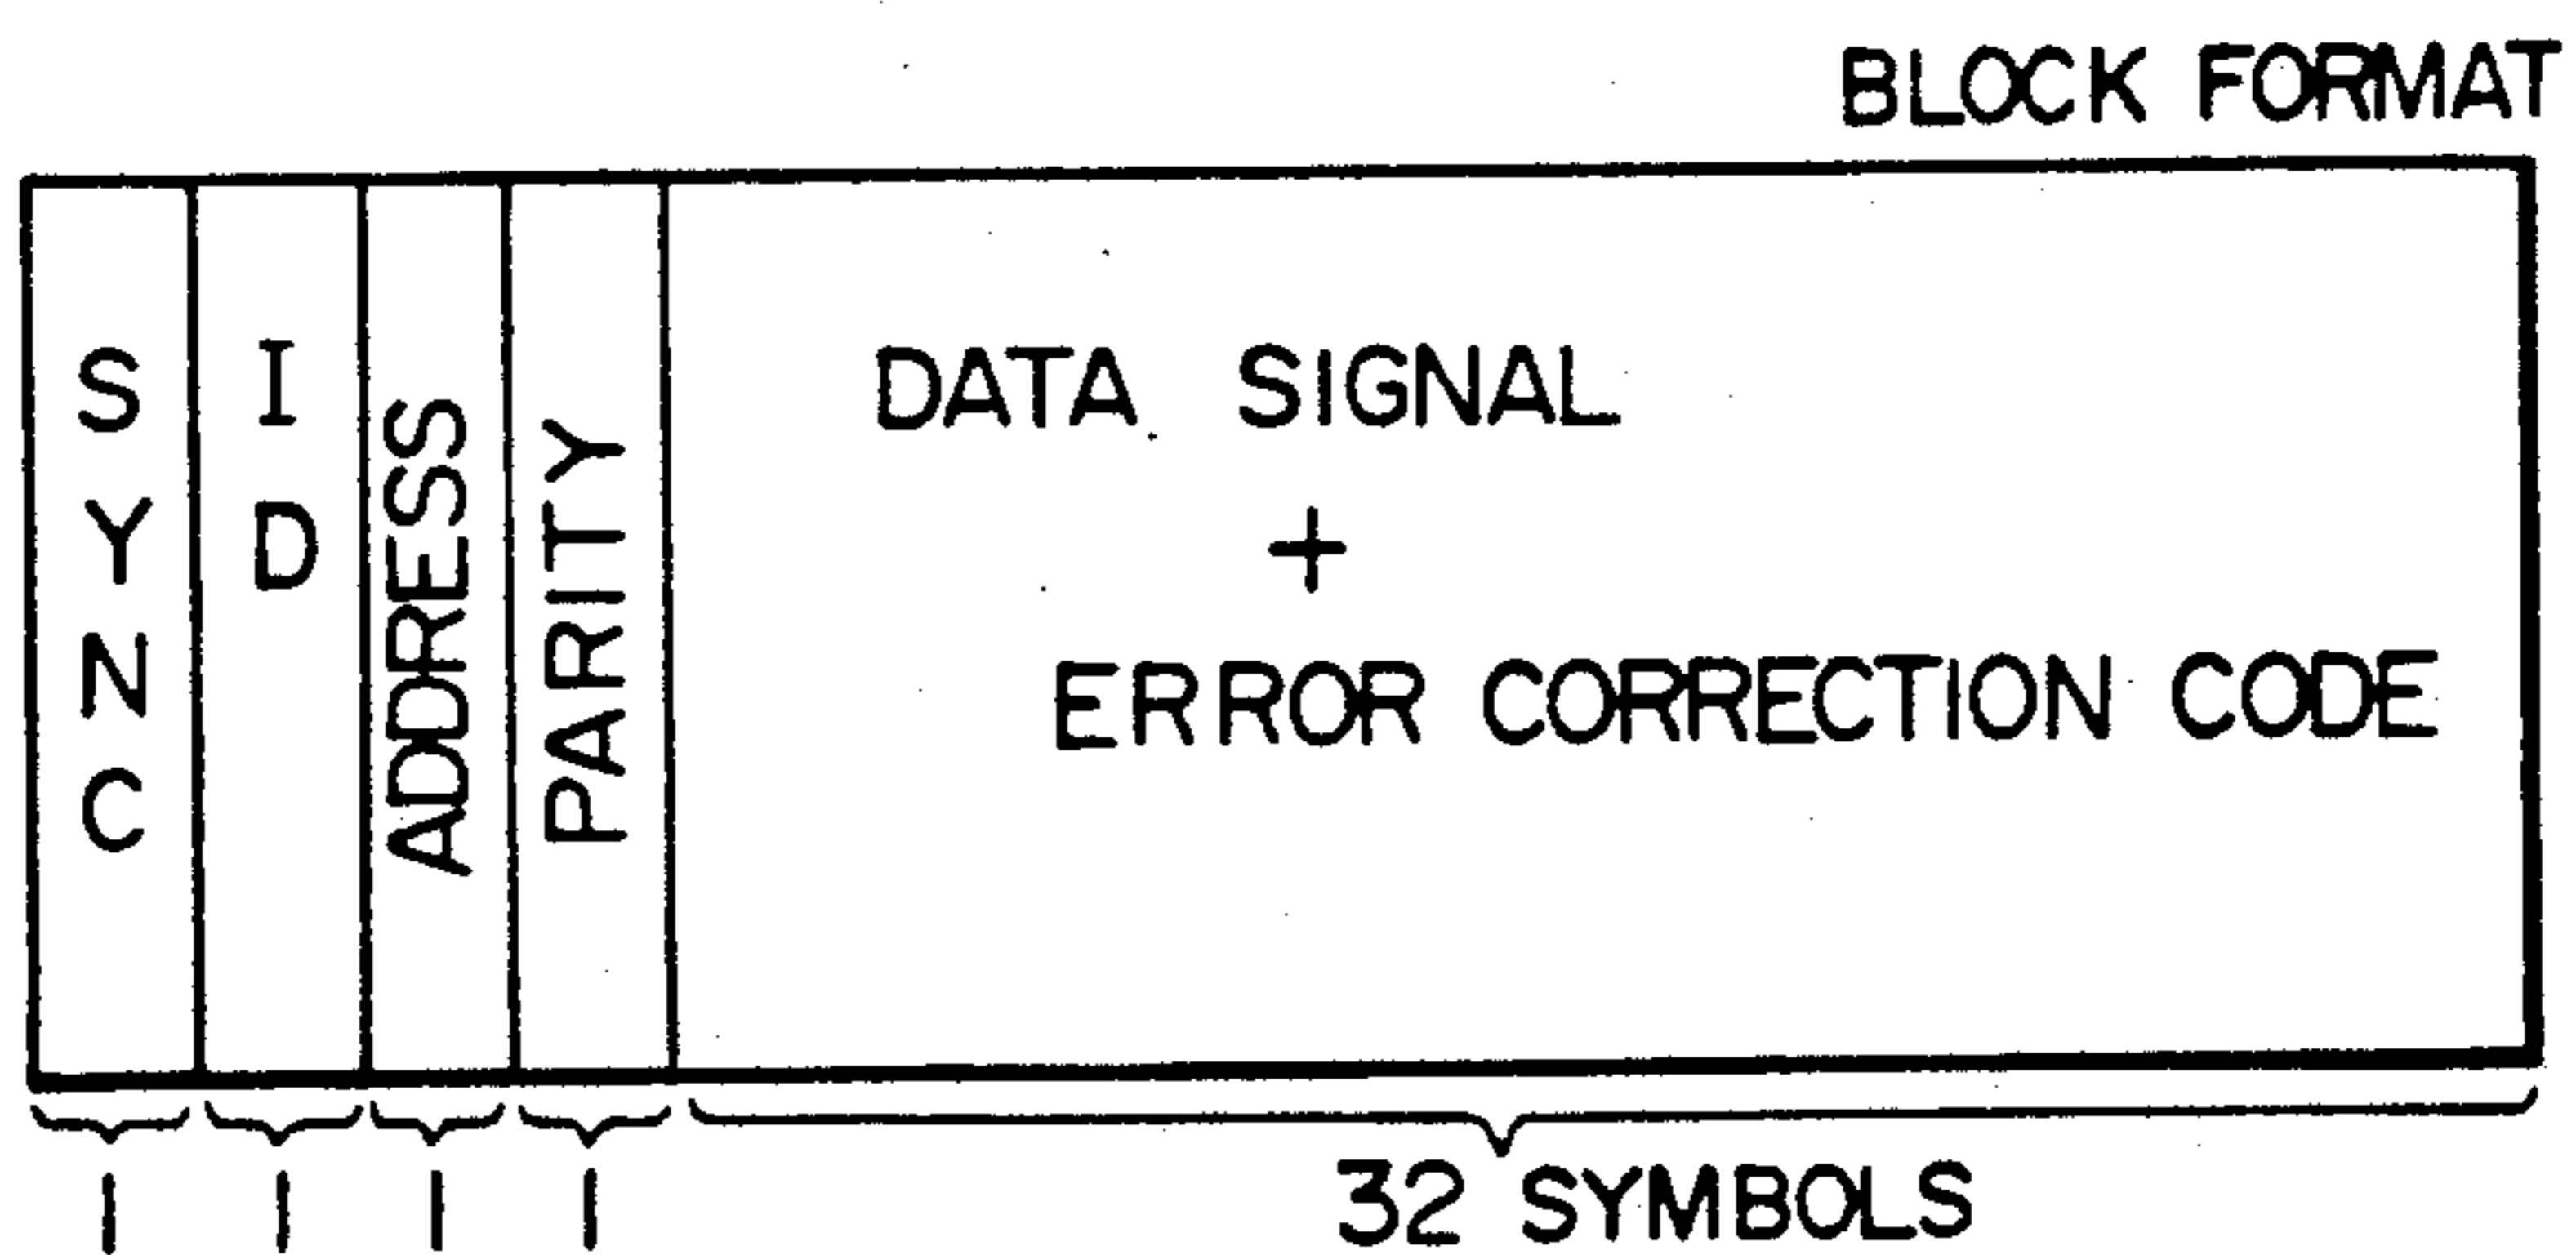 BLOCK FORMAT
SYNC
ID
ADDRESS
PARITY
DATA SIGNAL
+
ERROR CORRECTION CODE
1 1 1 1 32 SYMBOLS